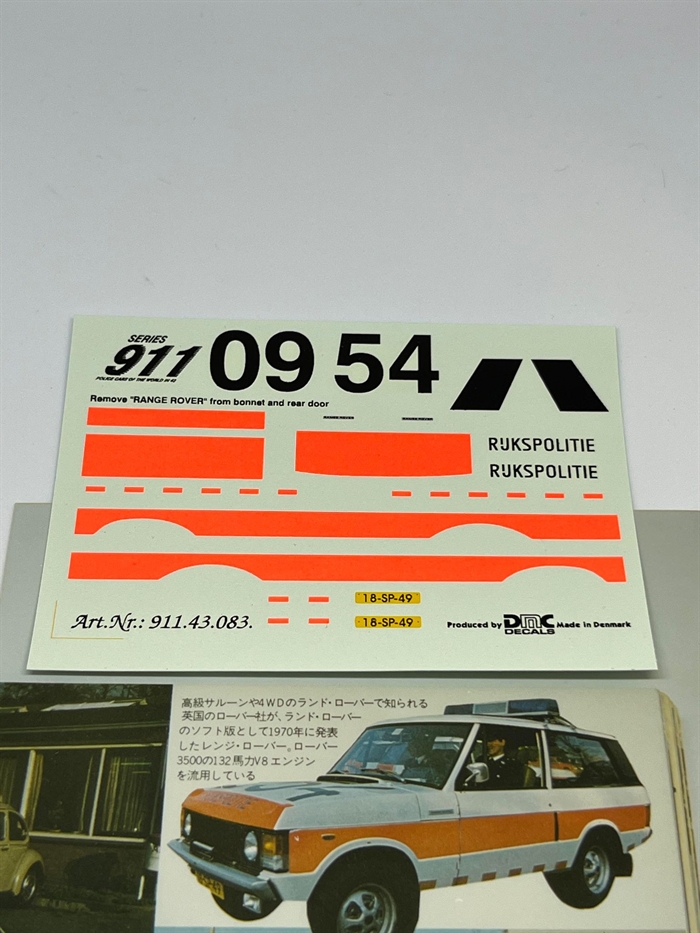 SERIES
911
POLICE CARS OF THE WORLD IN 43
09 54
Remove "RANGE ROVER" from bonnet and rear door
RIJKSPOLITIE
RIJKSPOLITIE
18-SP-49
18-SP-49
Art.Nr.: 911.43.083.
Produced by DMC DECALS Made in Denmark
高級サルーンや4WDのランド・ローバーで知られる
英国のローバー社が、ランド・ローバー
のソフト版として1970年に発表
したレンジ・ローバー。ローバー
3500の132馬力V8エンジン
を流用している